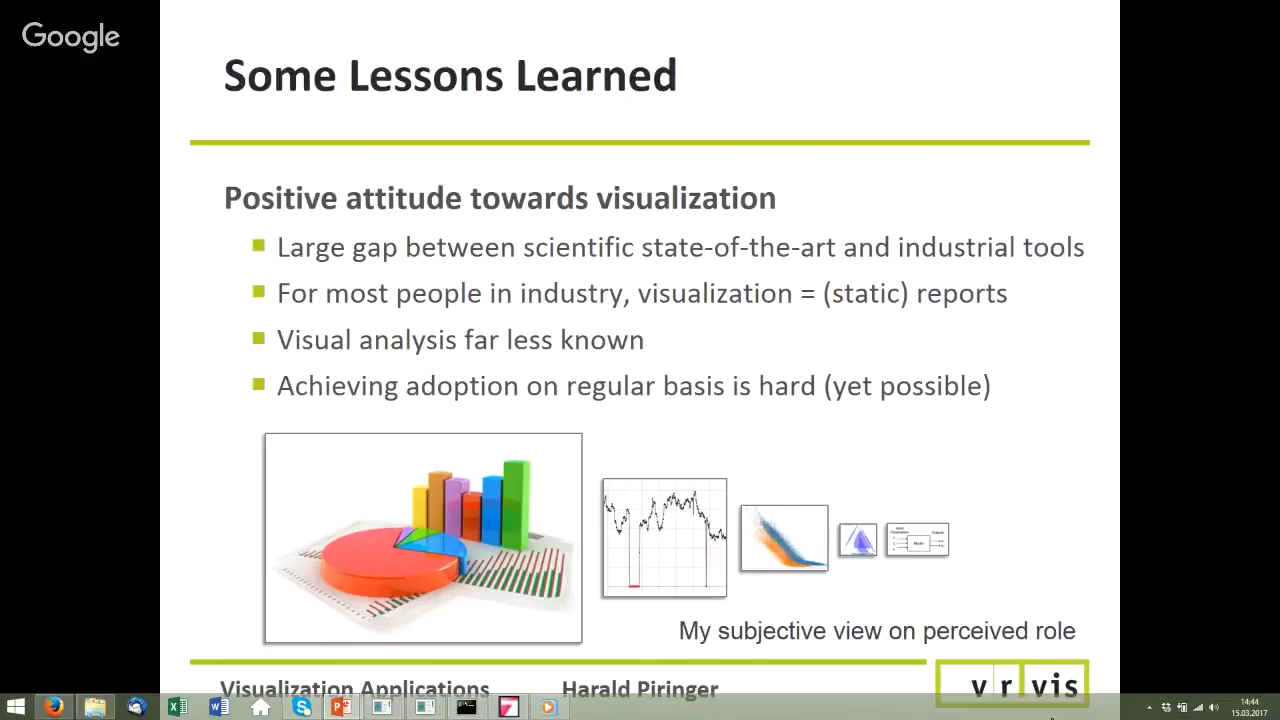 Google
Some Lessons Learned
Positive attitude towards visualization
Large gap between scientific state-of-the-art and industrial tools
For most people in industry, visualization = (static) reports
Visual analysis far less known
Achieving adoption on regular basis is hard (yet possible)
Model
My subjective view on perceived role
Visualization Applications
Harald Piringer
vrvis
14:44
15.03.2017